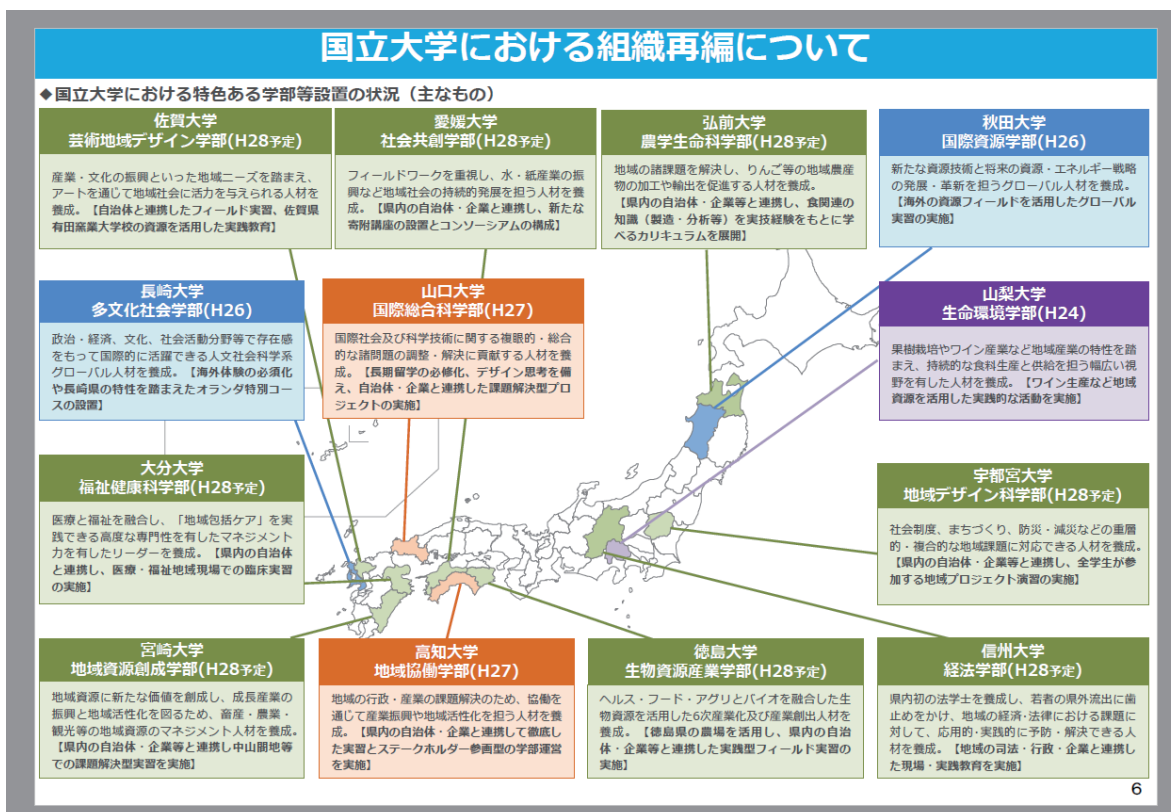 国立大学における組織再編について
◆国立大学における特色ある学部等設置の状況（主なもの）
佐賀大学
芸術地域デザイン学部(H28予定)
産業・文化の振興といった地域ニーズを踏まえ、
アートを通じて地域社会に活力を与えられる人材を
養成。【自治体と連携したフィールド実習、佐賀県
有田窯業大学校の資源を活用した実践教育】
愛媛大学
社会共創学部(H28予定)
フィールドワークを重視し、水・紙産業の振
興など地域社会の持続的発展を担う人材を養
成。【県内の自治体・企業と連携し、新たな
寄附講座の設置とコンソーシアムの構成】
弘前大学
農学生命科学部(H28予定)
地域の諸課題を解決し、りんご等の地域農産
物の加工や輸出を促進する人材を養成。
【県内の自治体・企業等と連携し、食関連の
知識（製造・分析等）を実技経験をもとに学
べるカリキュラムを展開】
秋田大学
国際資源学部(H26)
新たな資源技術と将来の資源・エネルギー戦略
の発展・革新を担うグローバル人材を養成。
【海外の資源フィールドを活用したグローバル
実習の実施】
長崎大学
多文化社会学部(H26)
政治・経済、文化、社会活動分野等で存在感
をもって国際的に活躍できる人文社会科学系
グローバル人材を養成。【海外体験の必須化
や長崎県の特性を踏まえたオランダ特別コー
スの設置】
山口大学
国際総合科学部(H27)
国際社会及び科学技術に関する複眼的・総合
的な諸問題の調整・解決に貢献する人材を養
成。【長期留学の必修化、デザイン思考を備
え、自治体・企業と連携した課題解決型プロ
ジェクトの実施】
山梨大学
生命環境学部(H24)
果樹栽培やワイン産業など地域産業の特性を踏
まえ、持続的な食料生産と供給を担う幅広い視
野を有した人材を養成。【ワイン生産など地域
資源を活用した実践的な活動を実施】
大分大学
福祉健康科学部(H28予定)
医療と福祉を融合し、「地域包括ケア」を実
践できる高度な専門性を有したマネジメント
力を有したリーダーを養成。【県内の自治体
と連携し、医療・福祉地域現場での臨床実習
の実施】
宇都宮大学
地域デザイン科学部(H28予定)
社会制度、まちづくり、防災・減災などの重層
的・複合的な地域課題に対応できる人材を養成。
【県内の自治体・企業等と連携し、全学生が参
加する地域プロジェクト演習の実施】
宮崎大学
地域資源創成学部(H28予定)
地域資源に新たな価値を創成し、成長産業の
振興と地域活性化を図るため、畜産・農業・
観光等の地域資源のマネジメント人材を養成。
【県内の自治体・企業等と連携し中山間地等
での課題解決型実習を実施】
高知大学
地域協働学部(H27)
地域の行政・産業の課題解決のため、協働を
通じて産業振興や地域活性化を担う人材を養
成。【県内の自治体・企業と連携して徹底し
た実習とステークホルダー参画型の学部運営
を実施】
徳島大学
生物資源産業学部(H28予定)
ヘルス・フード・アグリとバイオを融合した生
物資源を活用した6次産業化及び産業創出人材を
養成。【徳島県の農場を活用し、県内の自治
体・企業等と連携した実践型フィールド実習の
実施】
信州大学
経法学部(H28予定)
県内初の法学士を養成し、若者の県外流出に歯
止めをかけ、地域の経済・法律における課題に
対して、応用的・実践的に予防・解決できる人
材を養成。【地域の司法・行政・企業と連携し
た現場・実践教育を実施】
6